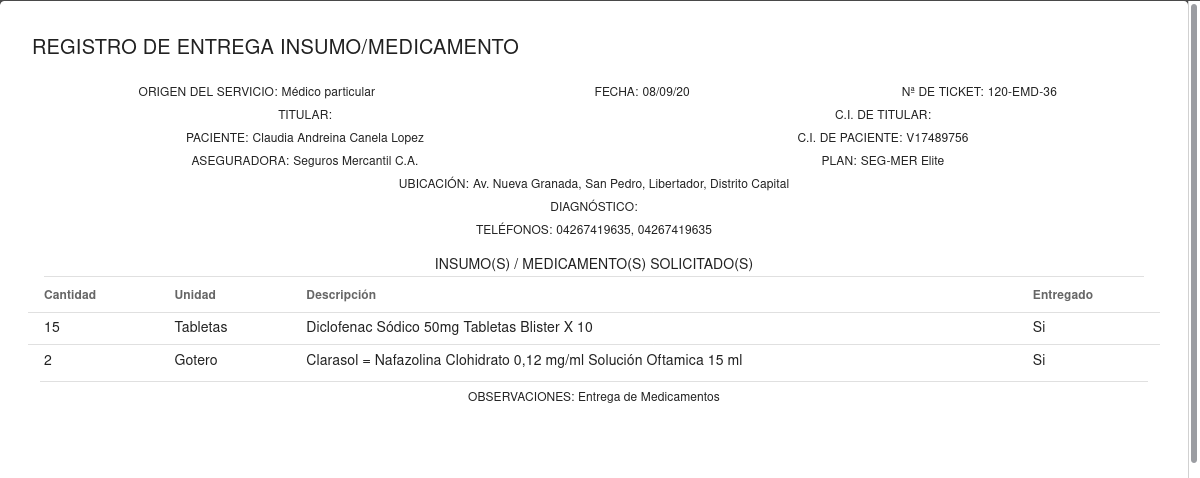 REGISTRO DE ENTREGA INSUMO/MEDICAMENTO
ORIGEN DEL SERVICIO: Médico particular FECHA: 08/09/20 Nª DE TICKET: 120-EMD-36
TITULAR: C.I. DE TITULAR:
PACIENTE: Claudia Andreina Canela Lopez C.I. DE PACIENTE: V17489756
ASEGURADORA: Seguros Mercantil C.A. PLAN: SEG-MER Elite
UBICACIÓN: Av. Nueva Granada, San Pedro, Libertador, Distrito Capital
DIAGNÓSTICO:
TELÉFONOS: 04267419635, 04267419635
INSUMO(S) / MEDICAMENTO(S) SOLICITADO(S)
Cantidad Unidad Descripción Entregado
15 Tabletas Diclofenac Sódico 50mg Tabletas Blister X 10 Si
2 Gotero Clarasol = Nafazolina Clohidrato 0,12 mg/ml Solución Oftamica 15 ml Si
OBSERVACIONES: Entrega de Medicamentos